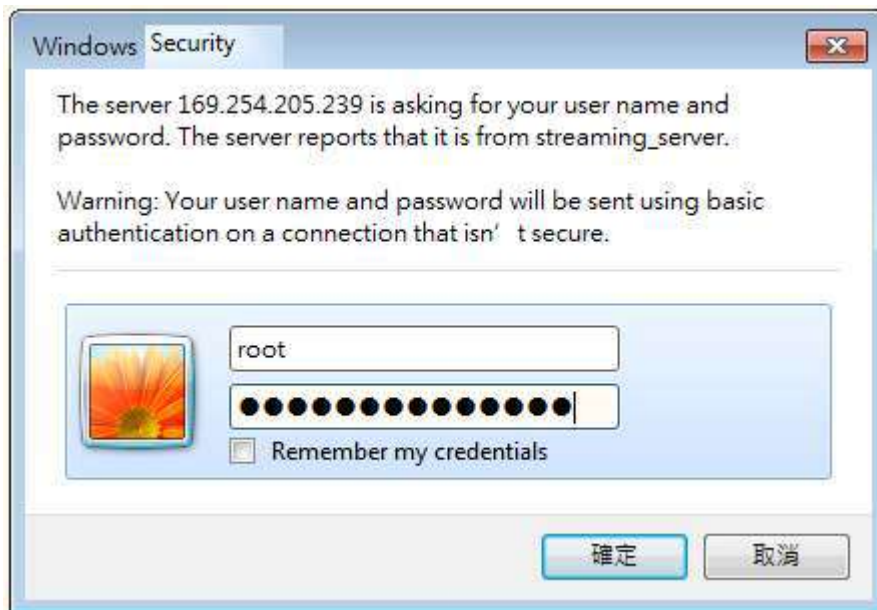 Windows Security
The server 169.254.205.239 is asking for your user name and
password. The server reports that it is from streaming_server.
Warning: Your user name and password will be sent using basic
authentication on a connection that isn’ t secure.
root
●●●●●●●●●●●●●●
Remember my credentials
確定
取消